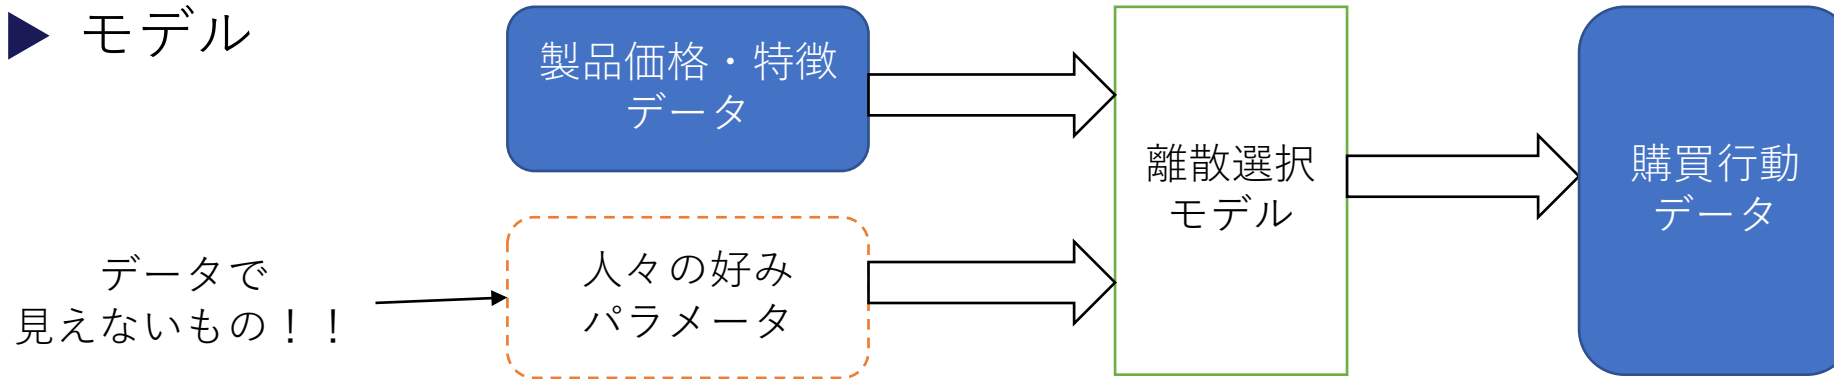 モデル
製品価格・特徴
データ
離散選択
モデル
購買行動
データ
データで
見えないもの！！
人々の好み
パラメータ